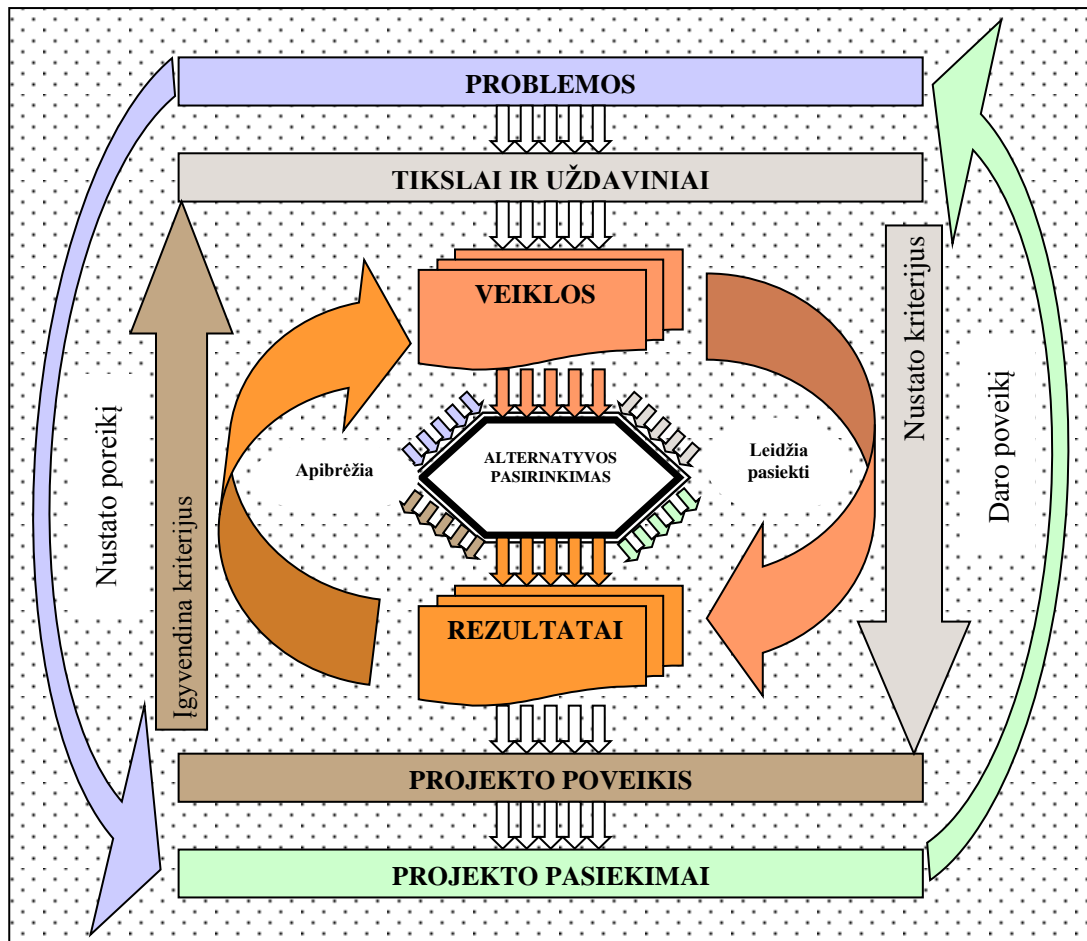 PROBLEMOS
TIKSLAI IR UŽDAVINIAI
VEIKLOS
Nustato poreikį
Įgyvendina kriterijus
Apibrėžia
ALTERNATYVOS
PASIRINKIMAS
Leidžia
pasiekti
Nustato kriterijus
Daro poveikį
REZULTATAI
PROJEKTO POVEIKIS
PROJEKTO PASIEKIMAI